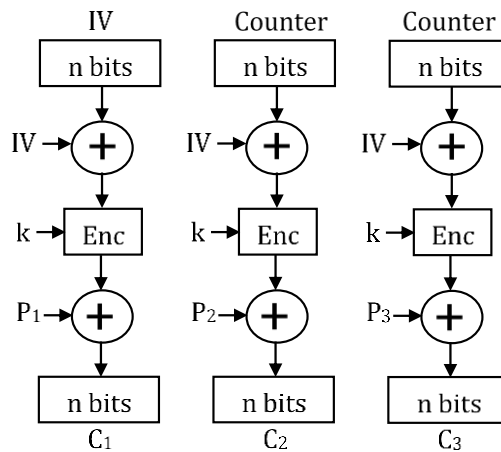 IV Counter Counter
n bits n bits n bits
IV + IV + IV +
k Enc k Enc k Enc
P₁ + P₂ + P₃ +
n bits n bits n bits
C₁ C₂ C₃